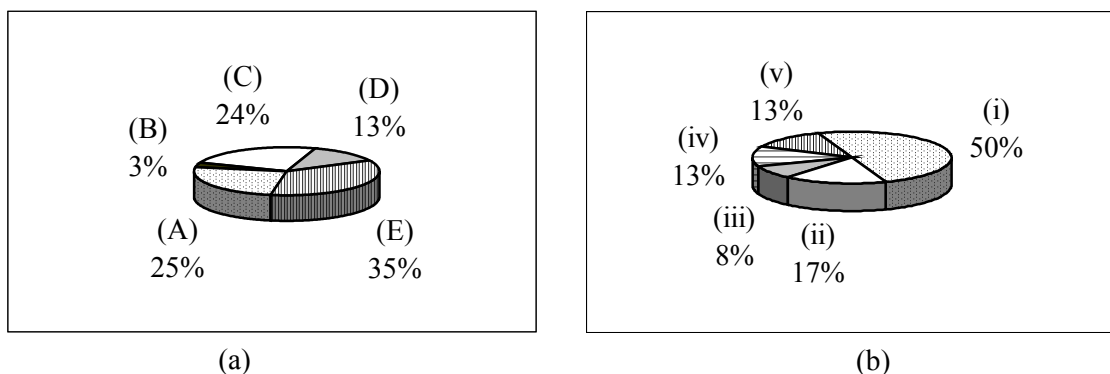 (C)
24%
(D)
13%
(B)
3%
(A)
25%
(E)
35%
(a)
(v)
13%
(i)
50%
(iv)
13%
(iii)
8%
(ii)
17%
(b)